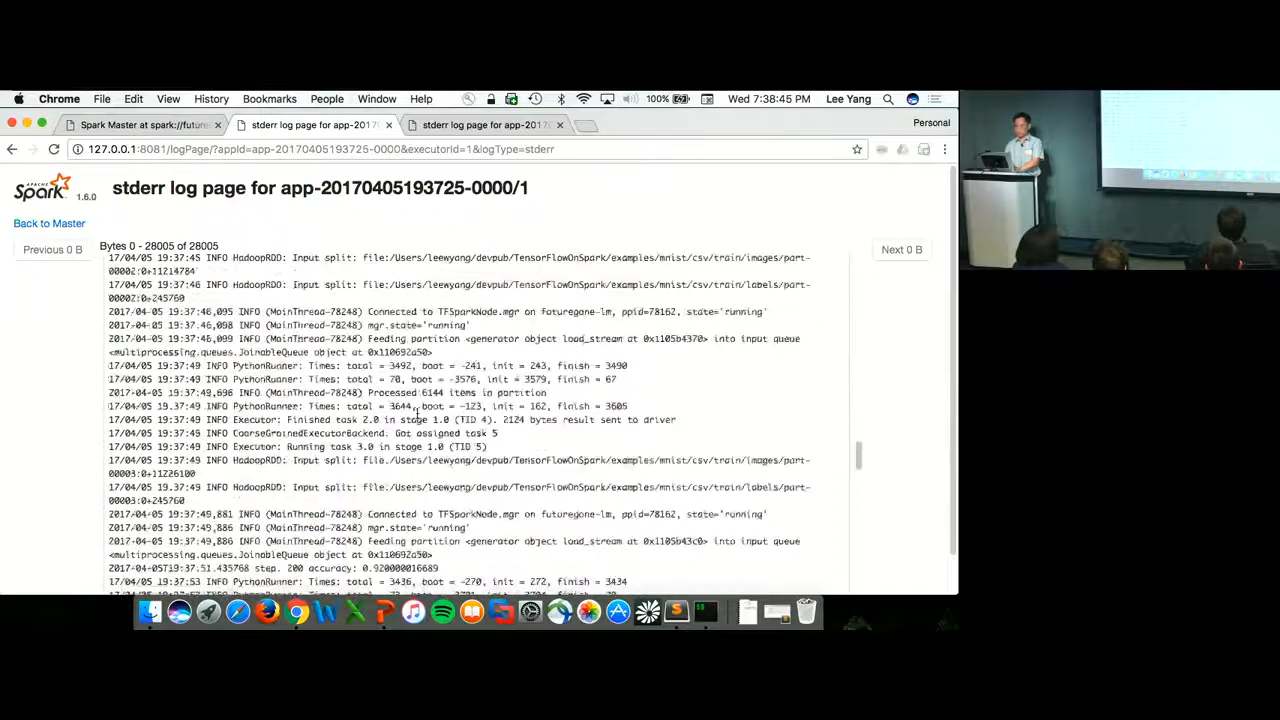 Chrome File Edit View History Bookmarks People Window Help 100% Wed 7:38:45 PM Lee Yang
Spark Master at spark://future × stderr log page for app-2017 × stderr log page for app-2017 × Personal
127.0.0.1:8081/logPage/?appId=app-20170405193725-0000&executorId=1&logType=stderr
APACHE Spark 1.6.0 stderr log page for app-20170405193725-0000/1
Back to Master
Bytes 0 - 28005 of 28005
Previous 0 B
Next 0 B
17/04/05 19:37:45 INFO HadoopRDD: Input split: file:/Users/leewyang/devpub/TensorFlowOnSpark/examples/mnist/csv/train/images/part-
00002:0+11214784
17/04/05 19:37:46 INFO HadoopRDD: Input split: file:/Users/leewyang/devpub/TensorFlowOnSpark/examples/mnist/csv/train/labels/part-
00002:0+245760
2017-04-05 19:37:46,095 INFO (MainThread-78248) Connected to TFSparkNode.mgr on futuregone-lm, ppid=78162, state='running'
2017-04-05 19:37:46,098 INFO (MainThread-78248) mgr.state='running'
2017-04-05 19:37:46,099 INFO (MainThread-78248) Feeding partition <generator object load_stream at 0x1105b4370> into input queue
<multiprocessing.queues.JoinableQueue object at 0x110692a50>
17/04/05 19:37:49 INFO PythonRunner: Times: total = 3492, boot = -241, init = 243, finish = 3490
17/04/05 19:37:49 INFO PythonRunner: Times: total = 70, boot = -3576, init = 3579, finish = 67
2017-04-05 19:37:49,696 INFO (MainThread-78248) Processed 6144 items in partition
17/04/05 19:37:49 INFO PythonRunner: Times: total = 3644, boot = -123, init = 162, finish = 3605
17/04/05 19:37:49 INFO Executor: Finished task 2.0 in stage 1.0 (TID 4). 2124 bytes result sent to driver
17/04/05 19:37:49 INFO CoarseGrainedExecutorBackend: Got assigned task 5
17/04/05 19:37:49 INFO Executor: Running task 3.0 in stage 1.0 (TID 5)
17/04/05 19:37:49 INFO HadoopRDD: Input split: file:/Users/leewyang/devpub/TensorFlowOnSpark/examples/mnist/csv/train/images/part-
00003:0+11226100
17/04/05 19:37:49 INFO HadoopRDD: Input split: file:/Users/leewyang/devpub/TensorFlowOnSpark/examples/mnist/csv/train/labels/part-
00003:0+245760
2017-04-05 19:37:49,881 INFO (MainThread-78248) Connected to TFSparkNode.mgr on futuregone-lm, ppid=78162, state='running'
2017-04-05 19:37:49,886 INFO (MainThread-78248) mgr.state='running'
2017-04-05 19:37:49,886 INFO (MainThread-78248) Feeding partition <generator object load_stream at 0x1105b43c0> into input queue
<multiprocessing.queues.JoinableQueue object at 0x110692a50>
2017-04-05T19:37:51.435768 step: 200 accuracy: 0.920000016689
17/04/05 19:37:53 INFO PythonRunner: Times: total = 3436, boot = -270, init = 272, finish = 3434